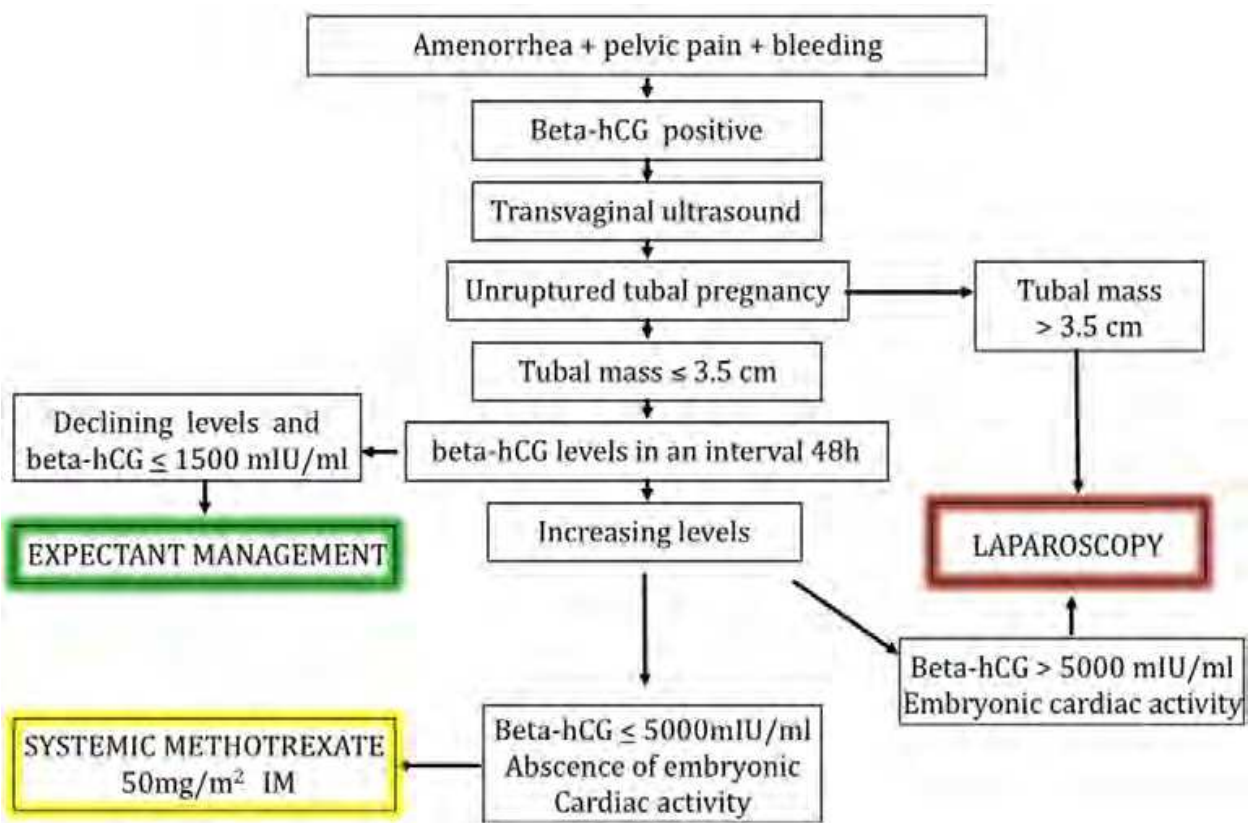 Amenorrhea + pelvic pain + bleeding
Beta-hCG positive
Transvaginal ultrasound
Unruptured tubal pregnancy
Tubal mass
> 3.5 cm
Tubal mass ≤ 3.5 cm
Declining levels and
beta-hCG ≤ 1500 mIU/ml
beta-hCG levels in an interval 48h
Increasing levels
EXPECTANT MANAGEMENT
LAPAROSCOPY
Beta-hCG > 5000 mIU/ml
Embryonic cardiac activity
Beta-hCG ≤ 5000mIU/ml
Abscence of embryonic
Cardiac activity
SYSTEMIC METHOTREXATE
50mg/m² IM